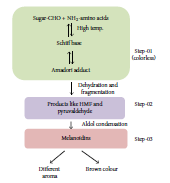 Sugar-CHO + NH₂-amino acids
High temp.
Schiff base
Amadori adduct
Step-01
(colorless)
Dehydration and
fragmentation
Products like HMF and
pyruvaldehyde
Step-02
Aldol condensation
Melanoidins
Step-03
Different
aroma
Brown colour